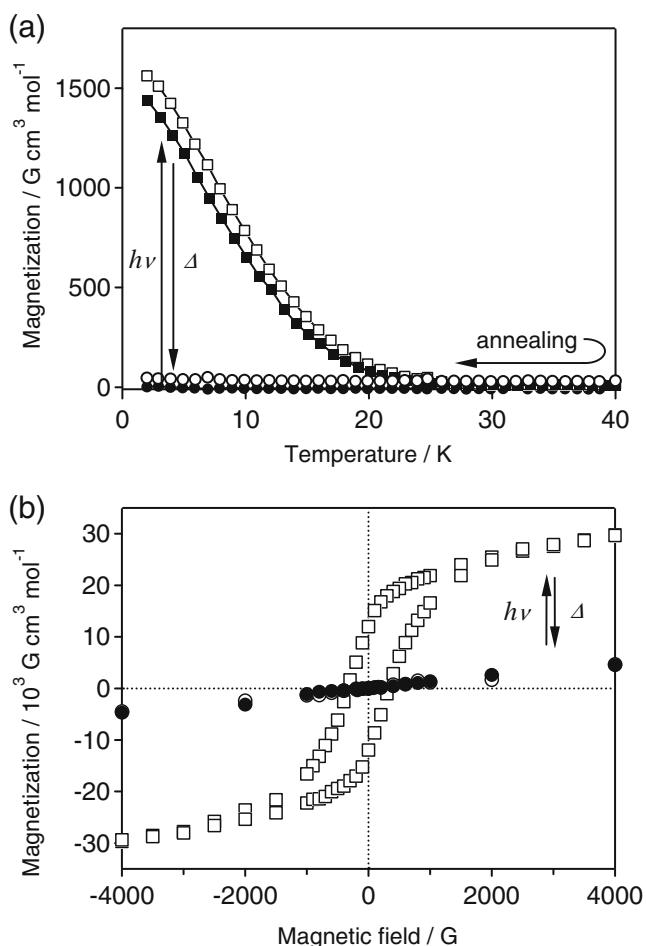 (a)
Magnetization / G cm³ mol⁻¹
1500
1000
500
0
hν
Δ
annealing
0
10
20
30
40
Temperature / K
(b)
Magnetization / 10³ G cm³ mol⁻¹
30
20
10
0
-10
-20
-30
hν
Δ
-4000
-2000
0
2000
4000
Magnetic field / G